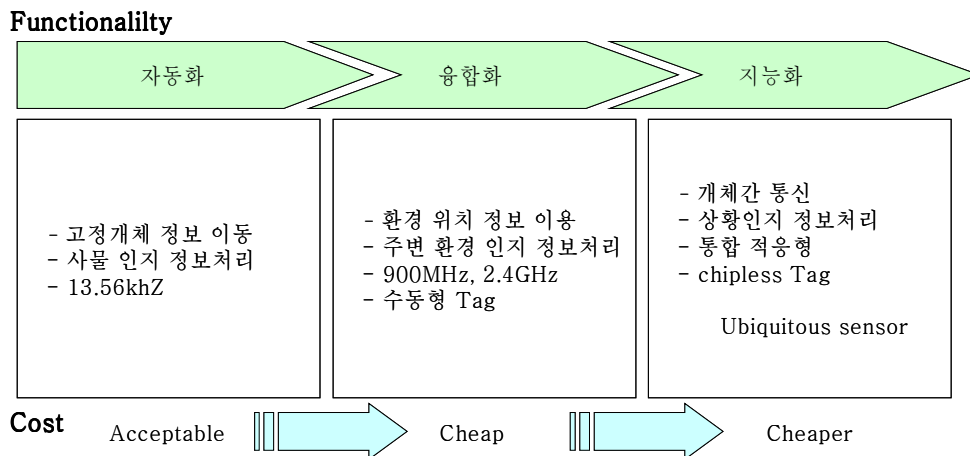 Functionalilty
자동화
융합화
지능화
- 고정개체 정보 이동
- 사물 인지 정보처리
- 13.56khZ
- 환경 위치 정보 이용
- 주변 환경 인지 정보처리
- 900MHz, 2.4GHz
- 수동형 Tag
- 개체간 통신
- 상황인지 정보처리
- 통합 적응형
- chipless Tag
Ubiquitous sensor
Cost
Acceptable
Cheap
Cheaper